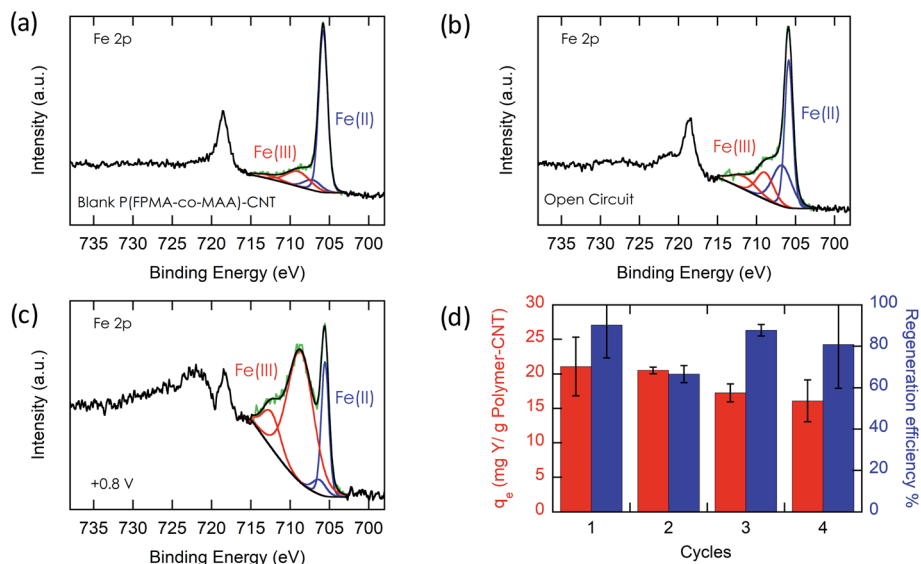 (a)
Fe 2p
Fe(II)
Fe(III)
Blank P(FPMA-co-MAA)-CNT
Intensity (a.u.)
735 730 725 720 715 710 705 700
Binding Energy (eV)
(b)
Fe 2p
Fe(II)
Fe(III)
Open Circuit
Intensity (a.u.)
735 730 725 720 715 710 705 700
Binding Energy (eV)
(c)
Fe 2p
Fe(III)
Fe(II)
+0.8 V
Intensity (a.u.)
735 730 725 720 715 710 705 700
Binding Energy (eV)
(d)
30
25
20
15
10
5
0
qe (mg Y/ g Polymer-CNT)
100
80
60
40
20
0
Regeneration efficiency %
1 2 3 4
Cycles